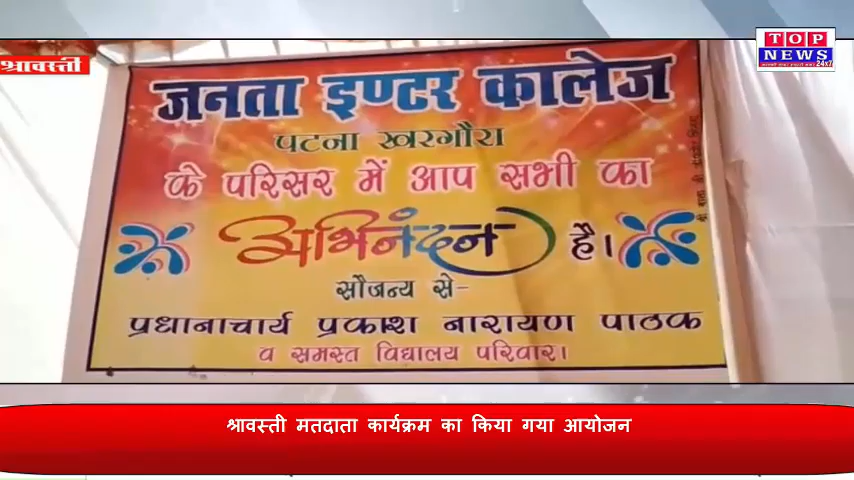 श्रावस्ती
TOP
NEWS
24x7
जनता इण्टर कालेज
पटना खरगौरा
के परिसर में आप सभी का
अभिनंदन है।
सौजन्य से-
प्रधानाचार्य प्रकाश नारायण पाठक
व समस्त विद्यालय परिवार।
श्रावस्ती मतदाता कार्यक्रम का किया गया आयोजन